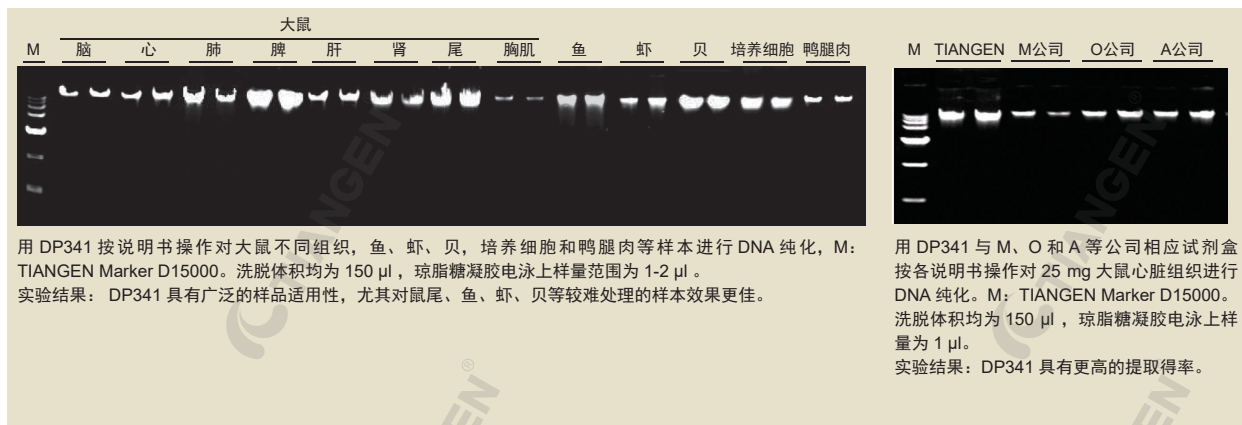 大鼠
M 脑 心 肺 脾 肝 肾 尾 胸肌 鱼 虾 贝 培养细胞 鸭腿肉
用 DP341 按说明书操作对大鼠不同组织，鱼、虾、贝，培养细胞和鸭腿肉等样本进行 DNA 纯化，M：
TIANGEN Marker D15000。洗脱体积均为 150 μl ，琼脂糖凝胶电泳上样量范围为 1-2 μl 。
实验结果： DP341 具有广泛的样品适用性，尤其对鼠尾、鱼、虾、贝等较难处理的样本效果更佳。
M TIANGEN M公司 O公司 A公司
用 DP341 与 M、O 和 A 等公司相应试剂盒
按各说明书操作对 25 mg 大鼠心脏组织进行
DNA 纯化。M：TIANGEN Marker D15000。
洗脱体积均为 150 μl ，琼脂糖凝胶电泳上样
量为 1 μl。
实验结果：DP341 具有更高的提取得率。
TIANGEN®
TIANGEN®